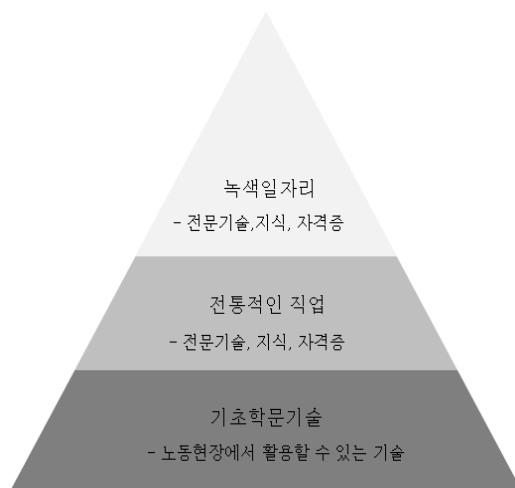 녹색일자리
- 전문기술,지식, 자격증
전통적인 직업
- 전문기술, 지식, 자격증
기초학문기술
- 노동현장에서 활용할 수 있는 기술